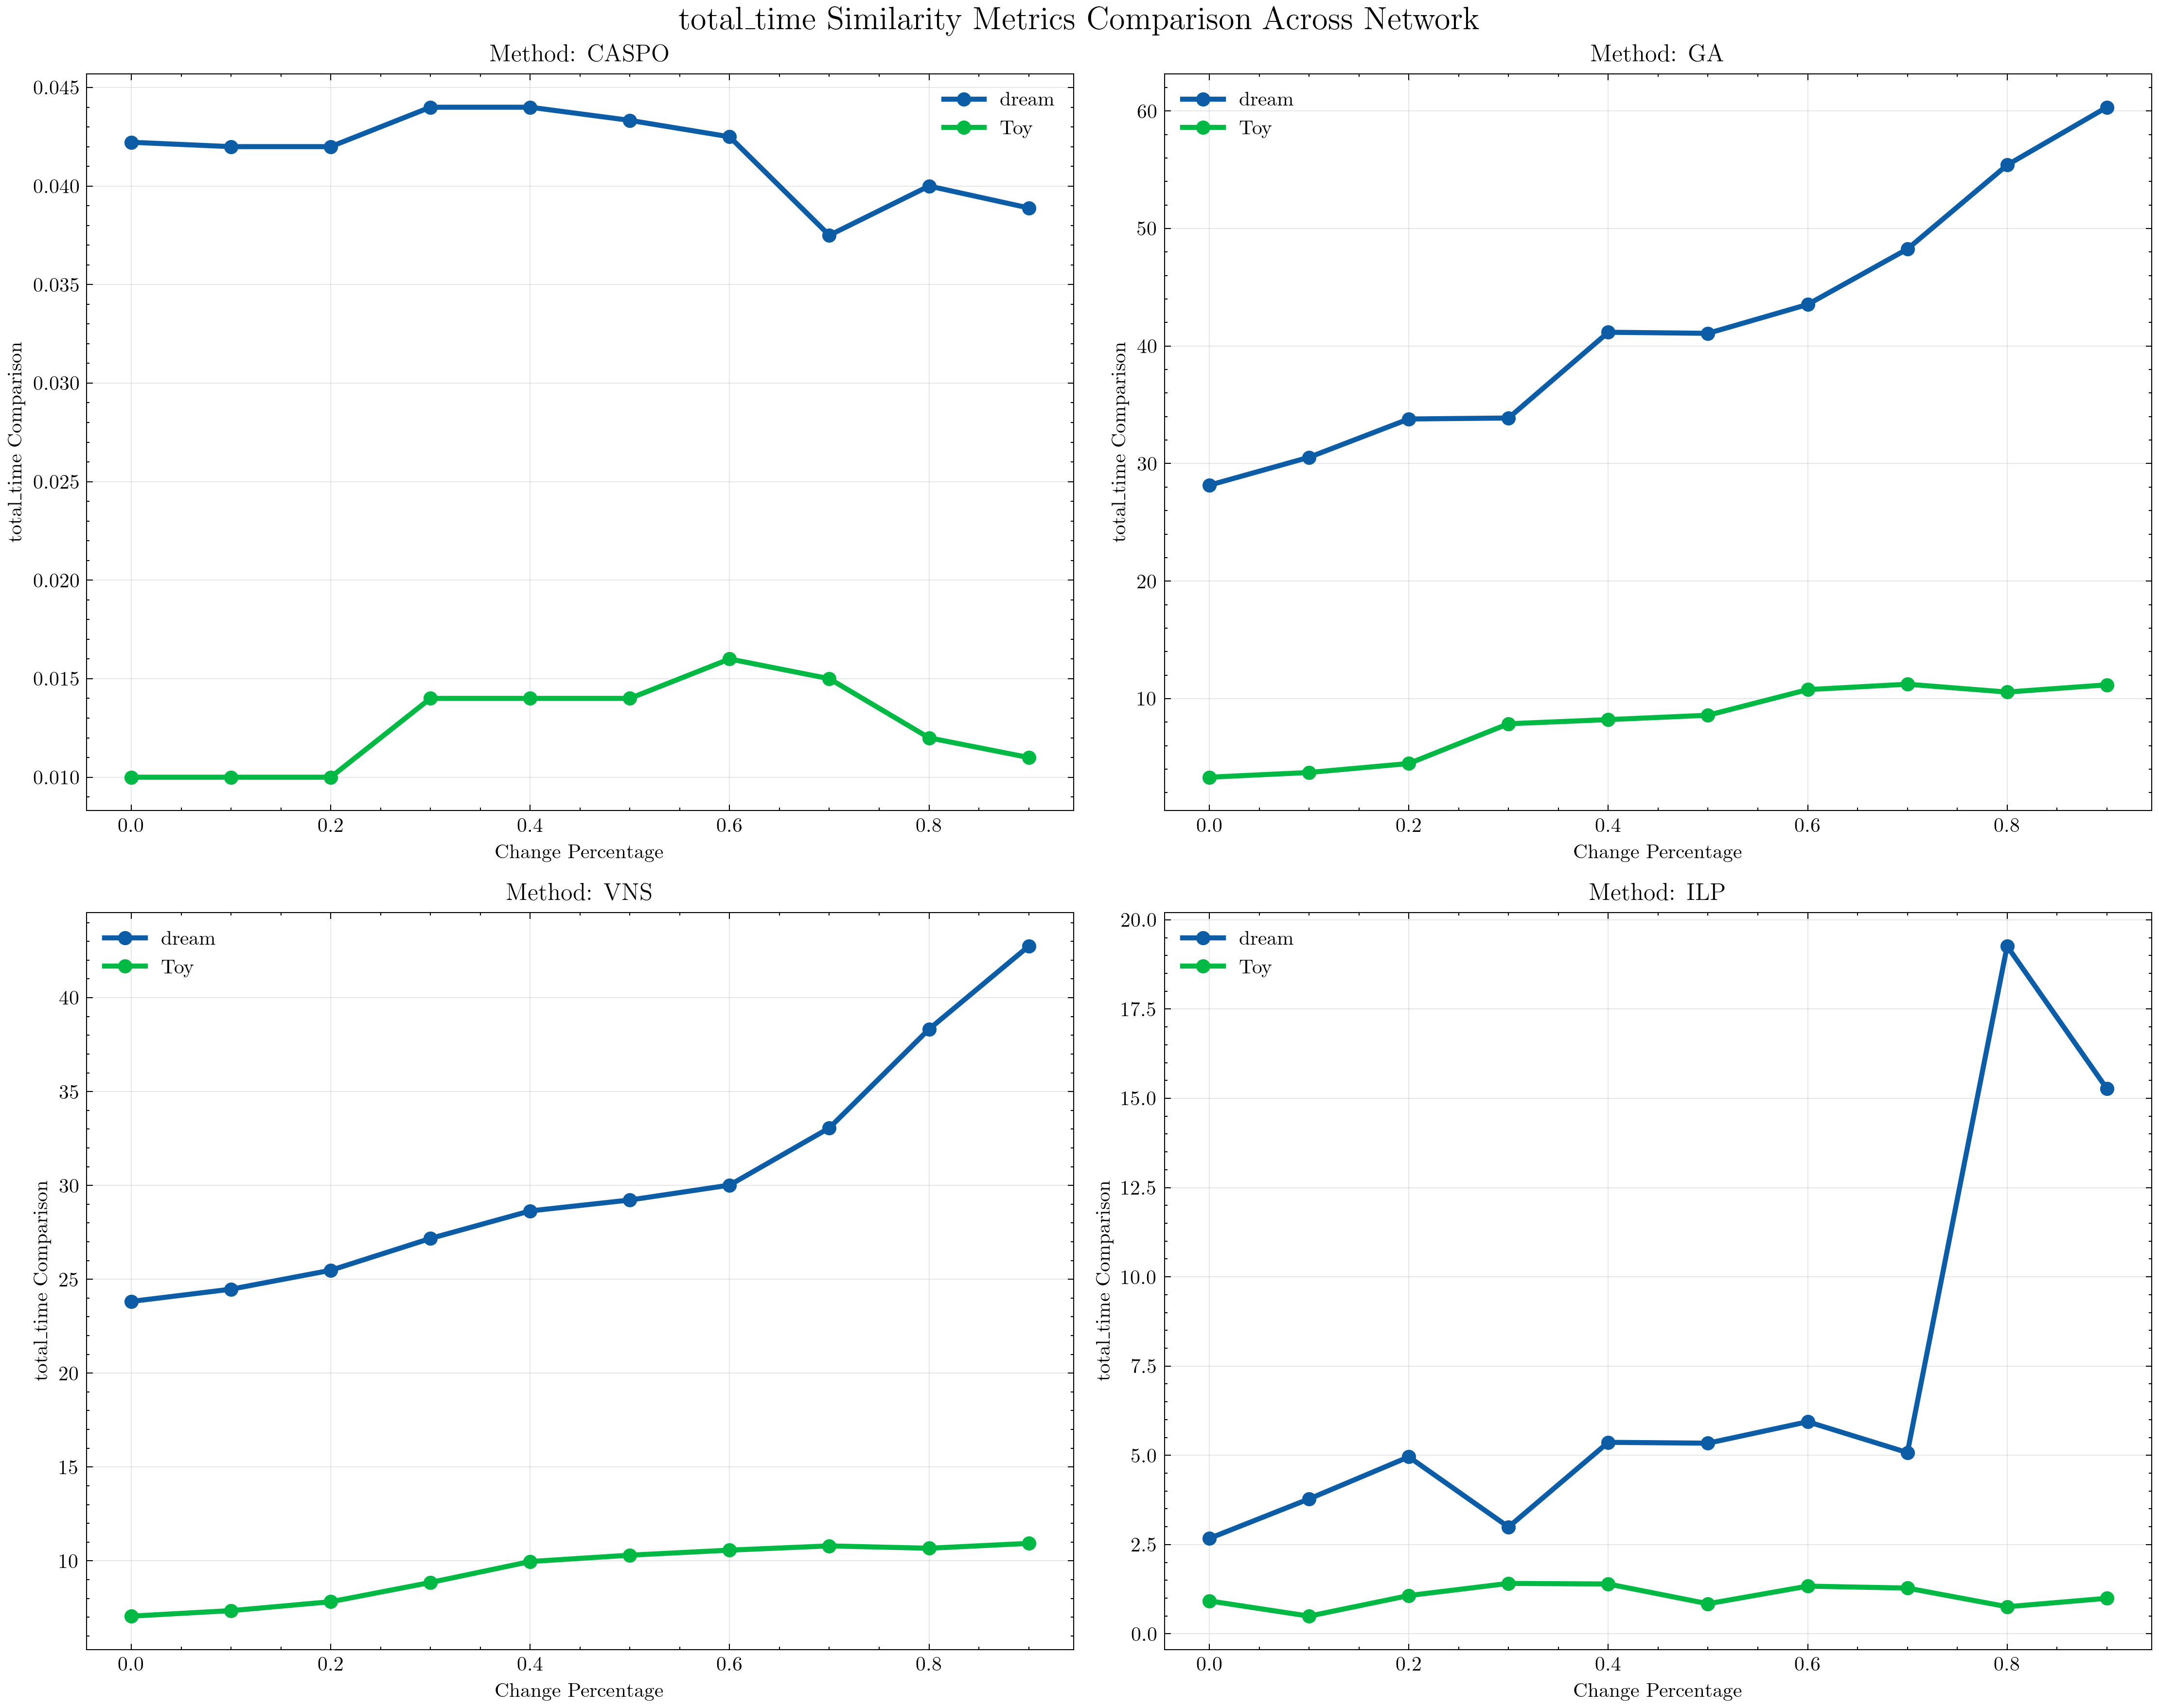 total_time Similarity Metrics Comparison Across Network
Method: CASPO
0.045
0.040
0.035
0.030
0.025
0.020
0.015
0.010
total_time Comparison
dream
Toy
0.0 0.2 0.4 0.6 0.8
Change Percentage
Method: GA
60
50
40
30
20
10
total_time Comparison
dream
Toy
0.0 0.2 0.4 0.6 0.8
Change Percentage
Method: VNS
40
35
30
25
20
15
10
total_time Comparison
dream
Toy
0.0 0.2 0.4 0.6 0.8
Change Percentage
Method: ILP
20.0
17.5
15.0
12.5
10.0
7.5
5.0
2.5
0.0
total_time Comparison
dream
Toy
0.0 0.2 0.4 0.6 0.8
Change Percentage